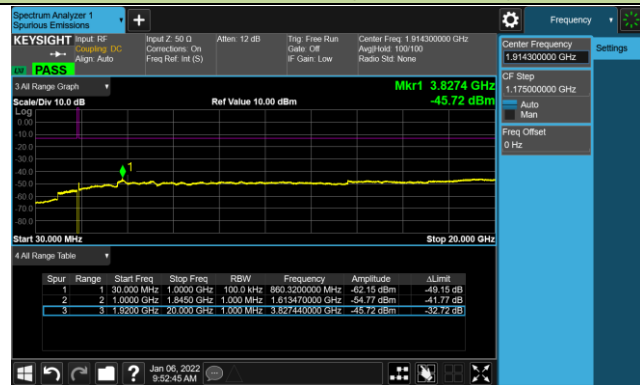 Spectrum Analyzer 1
Spurious Emissions
Frequency
KEYSIGHT
Input: RF
Coupling: DC
Align: Auto
Input Z: 50 Ω
Corrections: On
Freq Ref: Int (S)
Atten: 12 dB
Trig: Free Run
Gate: Off
IF Gain: Low
Center Freq: 1.914300000 GHz
Avg|Hold: 100/100
Radio Std: None
PASS
Center Frequency
1.914300000 GHz
Settings
CF Step
1.175000000 GHz
Auto
Man
Freq Offset
0 Hz
3 All Range Graph
Mkr1 3.8274 GHz
Scale/Div 10.0 dB
Ref Value 10.00 dBm
-45.72 dBm
Log
0.00
-10.0
-20.0
-30.0
-40.0
-50.0
-60.0
-70.0
-80.0
1
Start 30.000 MHz
Stop 20.000 GHz
4 All Range Table
Spur Range Start Freq Stop Freq RBW Frequency Amplitude ΔLimit
1 1 30.000 MHz 1.0000 GHz 100.0 kHz 860.3200000 MHz -62.15 dBm -49.15 dB
2 2 1.0000 GHz 1.8450 GHz 1.000 MHz 1.613470000 GHz -54.77 dBm -41.77 dB
3 3 1.9200 GHz 20.000 GHz 1.000 MHz 3.827440000 GHz -45.72 dBm -32.72 dB
?
Jan 06, 2022
9:52:45 AM